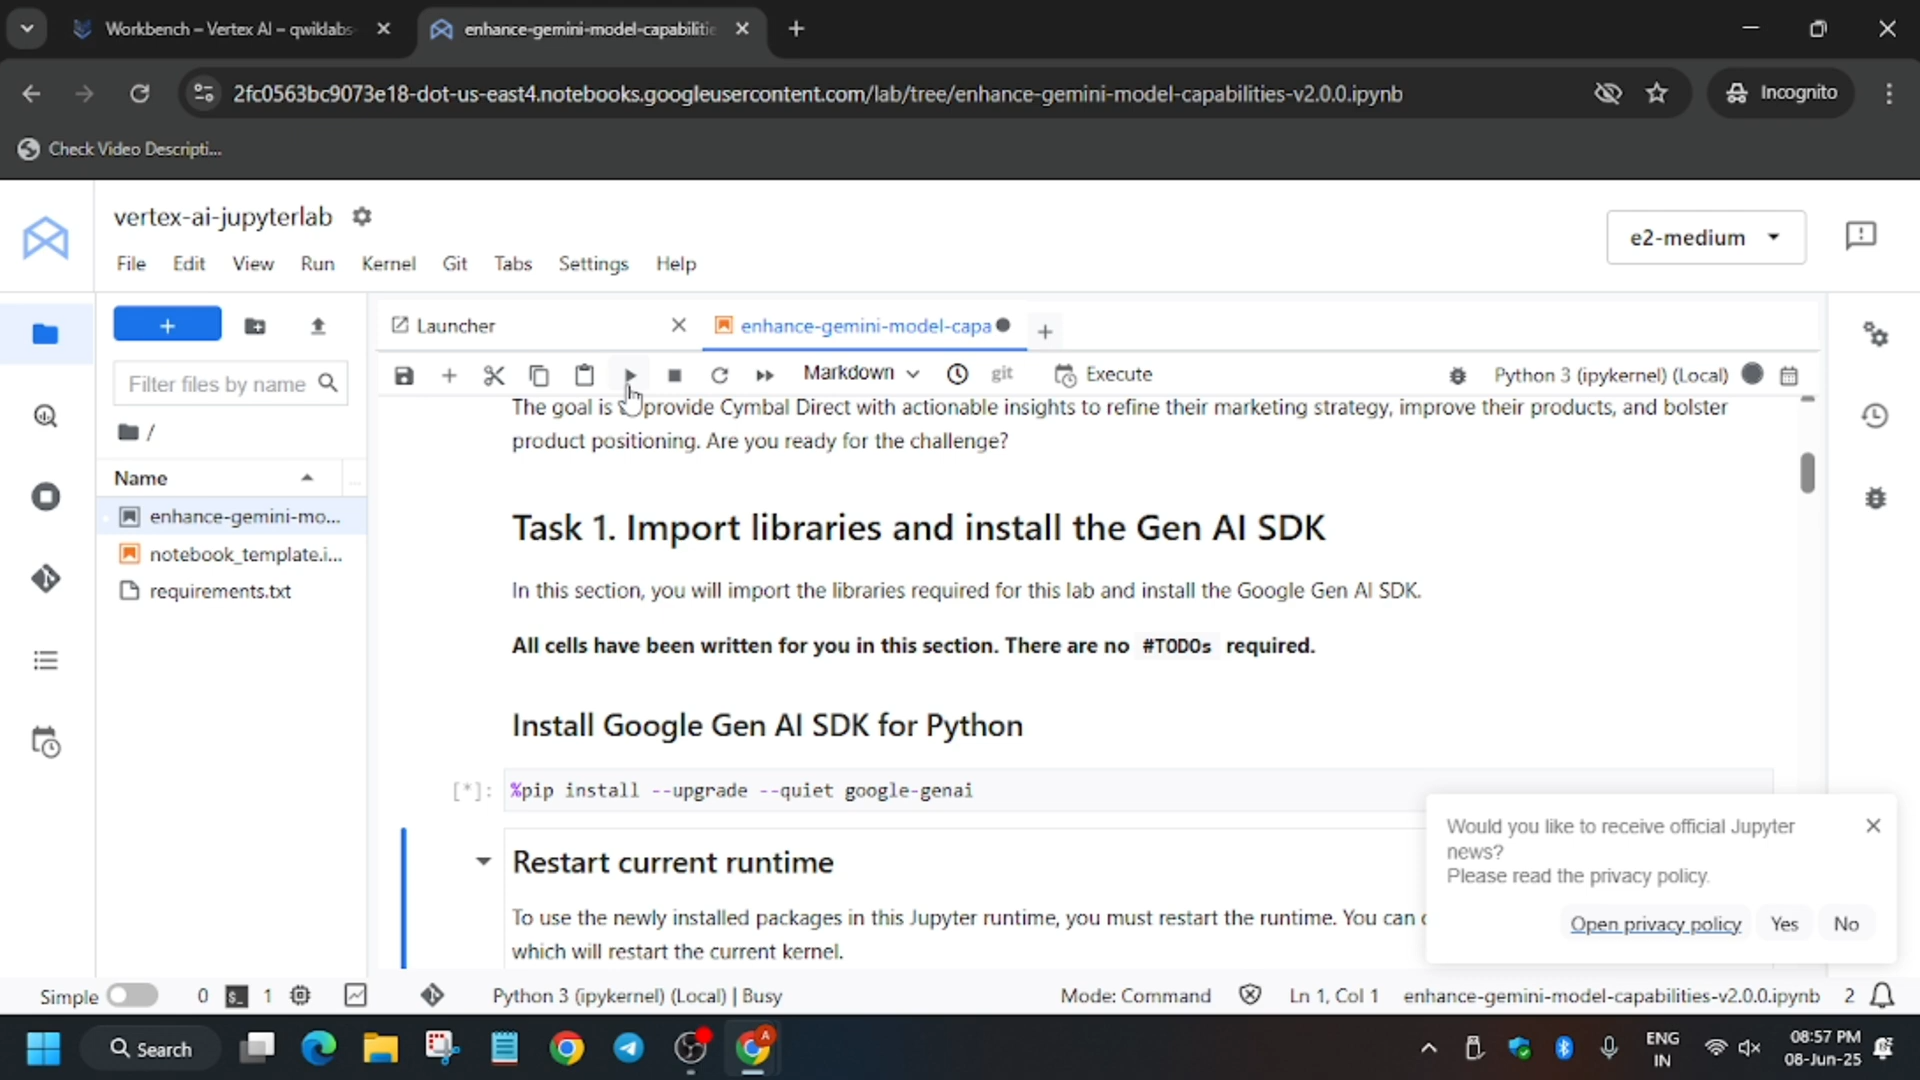 Workbench – Vertex AI – qwiklabs-
enhance-gemini-model-capabilitie
2fc0563bc9073e18-dot-us-east4.notebooks.googleusercontent.com/lab/tree/enhance-gemini-model-capabilities-v2.0.0.ipynb
Incognito
Check Video Descripti...
vertex-ai-jupyterlab
e2-medium
File Edit View Run Kernel Git Tabs Settings Help
Launcher
enhance-gemini-model-capa
Filter files by name
Markdown
git
Execute
Python 3 (ipykernel) (Local)
/
Name
enhance-gemini-mo...
notebook_template.i...
requirements.txt
The goal is to provide Cymbal Direct with actionable insights to refine their marketing strategy, improve their products, and bolster
product positioning. Are you ready for the challenge?
Task 1. Import libraries and install the Gen AI SDK
In this section, you will import the libraries required for this lab and install the Google Gen AI SDK.
All cells have been written for you in this section. There are no #TODOs required.
Install Google Gen AI SDK for Python
[*]: %pip install --upgrade --quiet google-genai
Restart current runtime
To use the newly installed packages in this Jupyter runtime, you must restart the runtime. You can
which will restart the current kernel.
Would you like to receive official Jupyter
news?
Please read the privacy policy.
Open privacy policy Yes No
Simple 0 1 Python 3 (ipykernel) (Local) | Busy Mode: Command Ln 1, Col 1 enhance-gemini-model-capabilities-v2.0.0.ipynb 2
Search
A
ENG
IN
08:57 PM
08-Jun-25